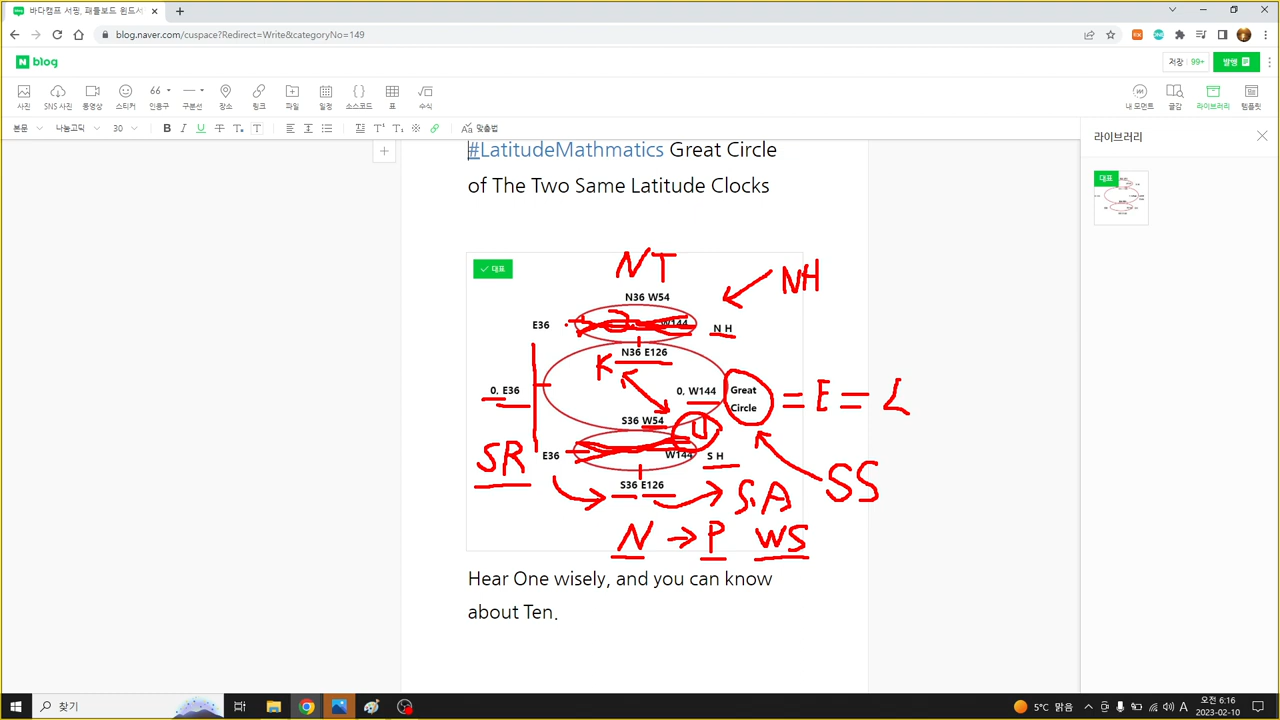 바다캠프 서핑, 패들보드 윈드서
blog.naver.com/cuspace?Redirect=Write&categoryNo=149
N blog
저장 99+ 발행
사진 SNS 사진 동영상 스티커 인용구 구분선 장소 링크 파일 일정 소스코드 표 수식 내 모먼트 글감 라이브러리 템플릿
본문 나눔고딕 30 B I U T 맞춤법
라이브러리
대표
#LatitudeMathmatics Great Circle
of The Two Same Latitude Clocks
대표
NT
NH
N36 W54
E36 W144 N H
N36 E126
K
0. E36 0. W144 Great
Circle
= E = L
S36 W54
U
SR
E36 W144 S H
SS
S36 E126
S.A
N → P WS
Hear One wisely, and you can know
about Ten.
찾기
5°C 맑음 A 오전 6:16
2023-02-10